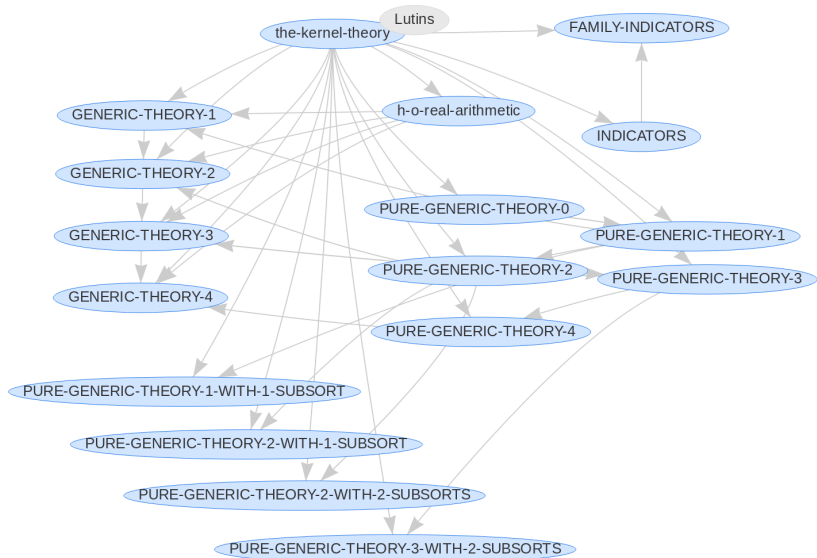 Lutins
FAMILY-INDICATORS
the-kernel-theory
h-o-real-arithmetic
GENERIC-THEORY-1
INDICATORS
GENERIC-THEORY-2
PURE-GENERIC-THEORY-0
GENERIC-THEORY-3
PURE-GENERIC-THEORY-1
PURE-GENERIC-THEORY-2
PURE-GENERIC-THEORY-3
GENERIC-THEORY-4
PURE-GENERIC-THEORY-4
PURE-GENERIC-THEORY-1-WITH-1-SUBSORT
PURE-GENERIC-THEORY-2-WITH-1-SUBSORT
PURE-GENERIC-THEORY-2-WITH-2-SUBSORTS
PURE-GENERIC-THEORY-3-WITH-2-SUBSORTS